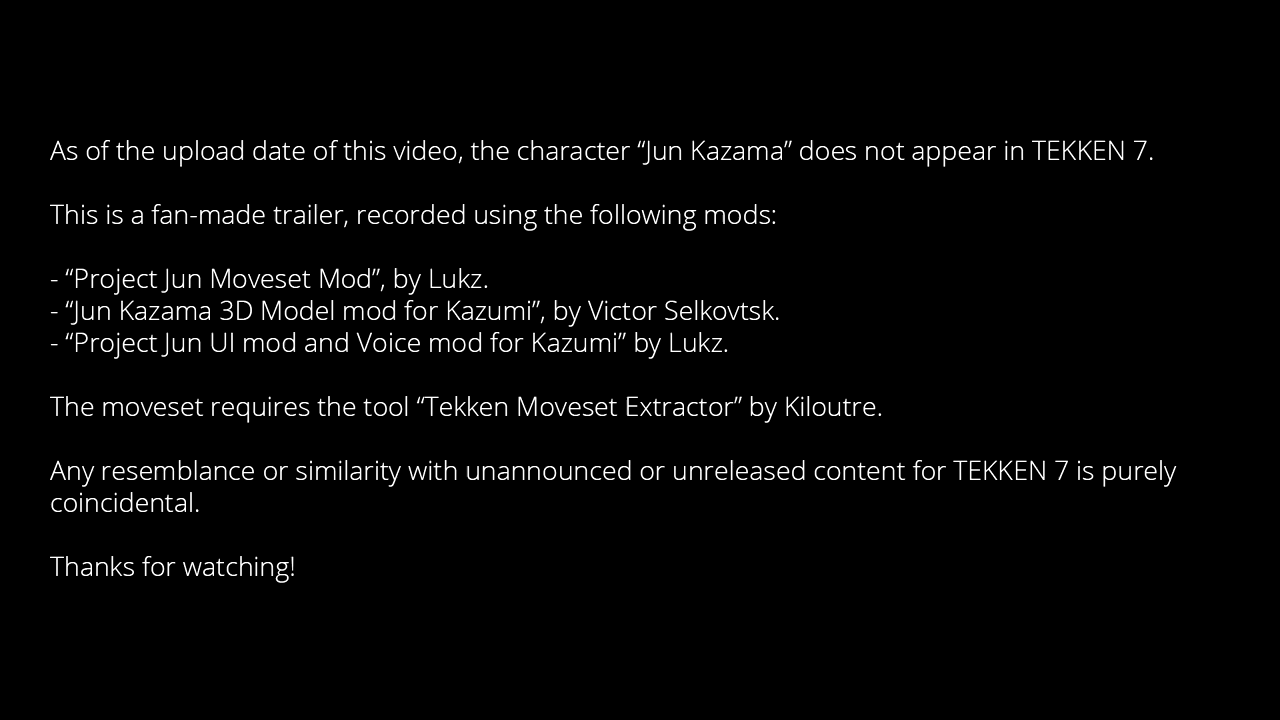 As of the upload date of this video, the character “Jun Kazama” does not appear in TEKKEN 7.
This is a fan-made trailer, recorded using the following mods:
- “Project Jun Moveset Mod”, by Lukz.
- “Jun Kazama 3D Model mod for Kazumi”, by Victor Selkovtsk.
- “Project Jun UI mod and Voice mod for Kazumi” by Lukz.
The moveset requires the tool “Tekken Moveset Extractor” by Kiloutre.
Any resemblance or similarity with unannounced or unreleased content for TEKKEN 7 is purely
coincidental.
Thanks for watching!